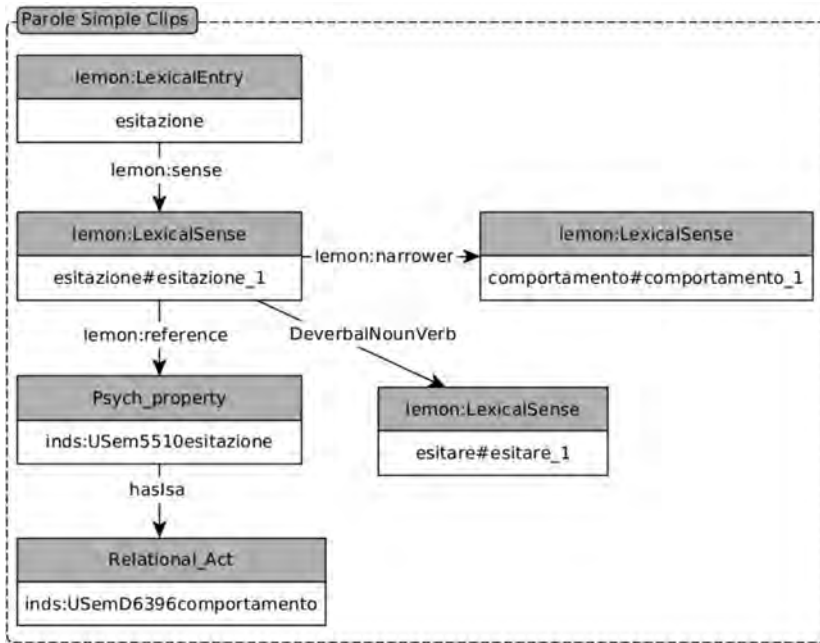 Parole Simple Clips
lemon:LexicalEntry
esitazione
lemon:sense
lemon:LexicalSense
esitazione#esitazione_1
lemon:narrower
lemon:LexicalSense
comportamento#comportamento_1
lemon:reference
DeverbalNounVerb
Psych_property
inds:USem5510esitazione
lemon:LexicalSense
esitare#esitare_1
hasIsa
Relational_Act
inds:USemD6396comportamento